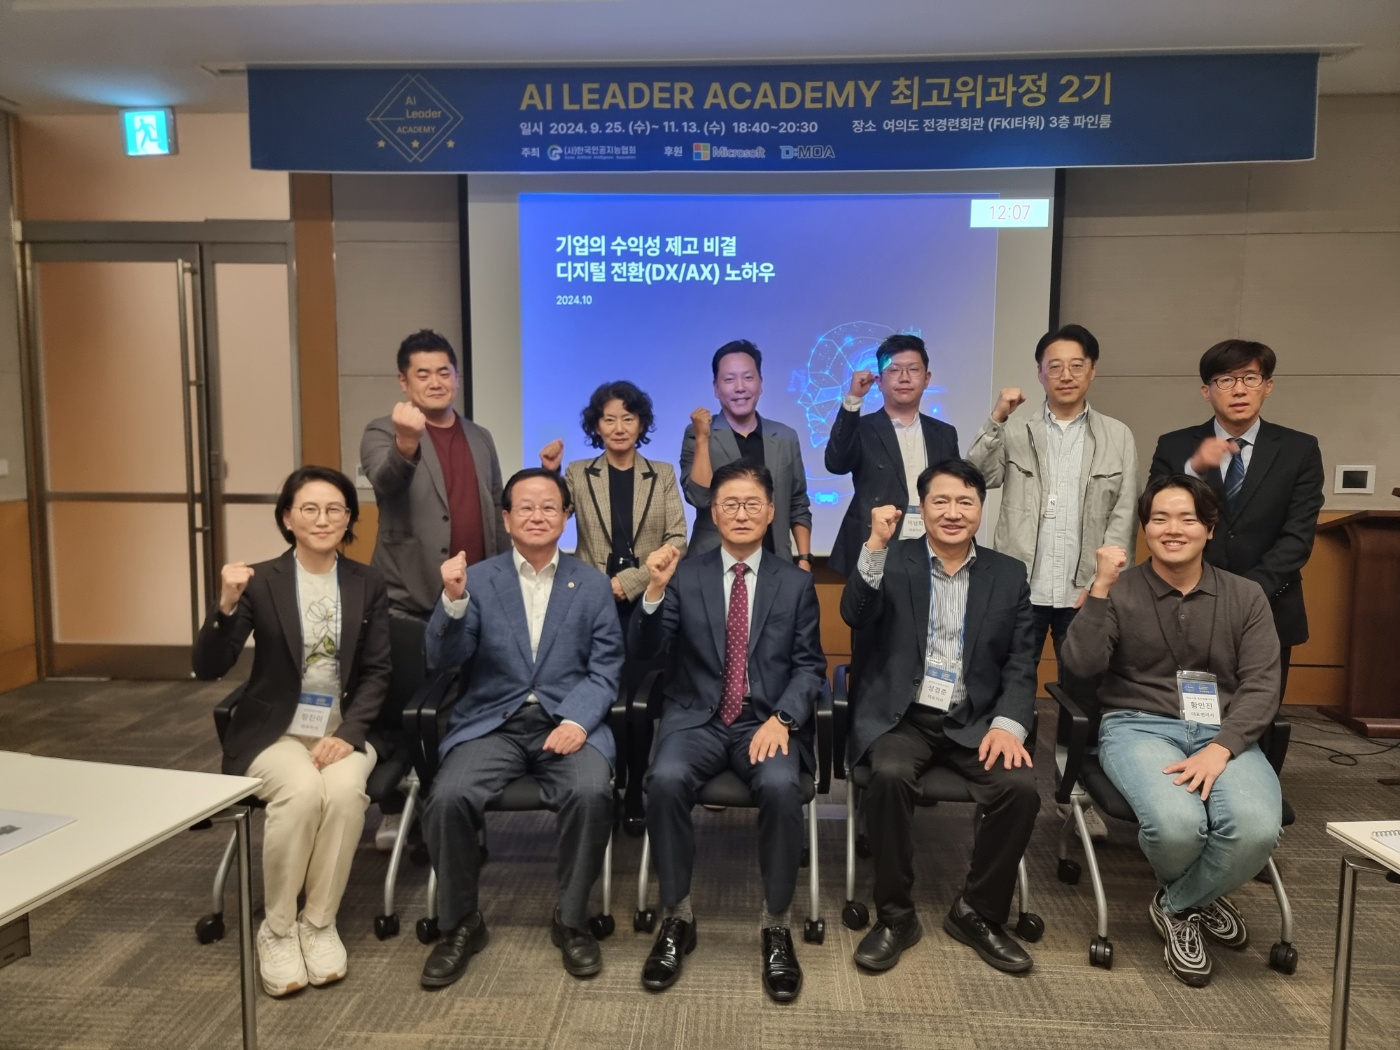 AI
Leader
ACADEMY
AI LEADER ACADEMY 최고위과정 2기
일시 2024. 9. 25. (수)~ 11. 13. (수) 18:40~20:30 장소 여의도 전경련회관 (FKI타워) 3층 파인룸
주최 (사)한국인공지능협회 후원 Microsoft D:MOA
12:07
기업의 수익성 제고 비결
디지털 전환(DX/AX) 노하우
2024.10
황인찬